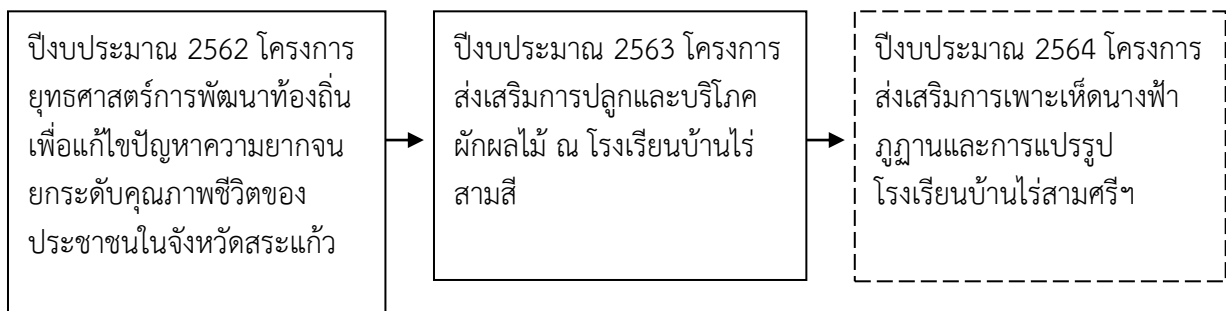 ปีงบประมาณ 2562 โครงการ
ยุทธศาสตร์การพัฒนาท้องถิ่น
เพื่อแก้ไขปัญหาความยากจน
ยกระดับคุณภาพชีวิตของ
ประชาชนในจังหวัดสระแก้ว
ปีงบประมาณ 2563 โครงการ
ส่งเสริมการปลูกและบริโภค
ผักผลไม้ ณ โรงเรียนบ้านไร่
สามสี
ปีงบประมาณ 2564 โครงการ
ส่งเสริมการเพาะเห็ดนางฟ้า
ภูฏานและการแปรรูป
โรงเรียนบ้านไร่สามศรีฯ